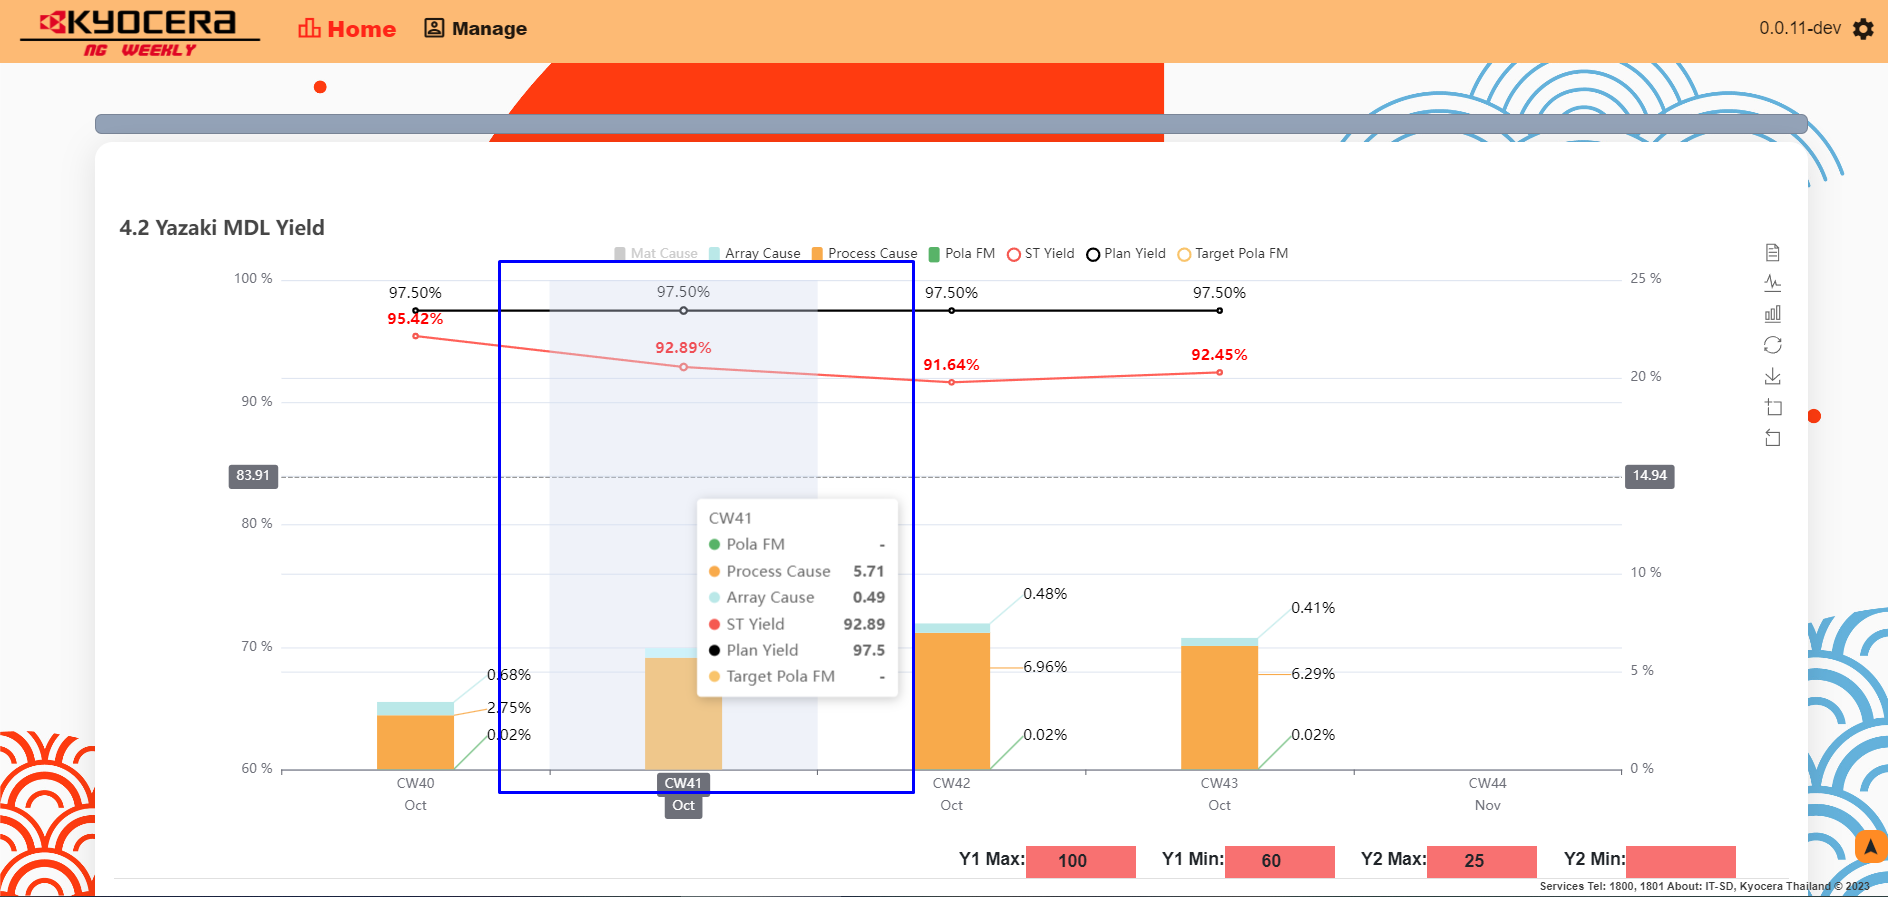 KYOCERA
NG WEEKLY
Home
Manage
0.0.11-dev
4.2 Yazaki MDL Yield
Mat Cause Array Cause Process Cause Pola FM ST Yield Plan Yield Target Pola FM
100 %
25 %
97.50%
97.50%
97.50%
97.50%
95.42%
92.89%
91.64%
92.45%
20 %
90 %
83.91
14.94
80 %
CW41
Pola FM -
Process Cause 5.71
Array Cause 0.49
ST Yield 92.89
Plan Yield 97.5
Target Pola FM -
10 %
0.48%
0.41%
70 %
5 %
0.68%
6.96%
6.29%
2.75%
0.02%
0.02%
0.02%
60 %
0 %
CW40
Oct
CW41
Oct
CW42
Oct
CW43
Oct
CW44
Nov
Y1 Max: 100 Y1 Min: 60 Y2 Max: 25 Y2 Min:
Services Tel: 1800, 1801 About: IT-SD, Kyocera Thailand © 2023